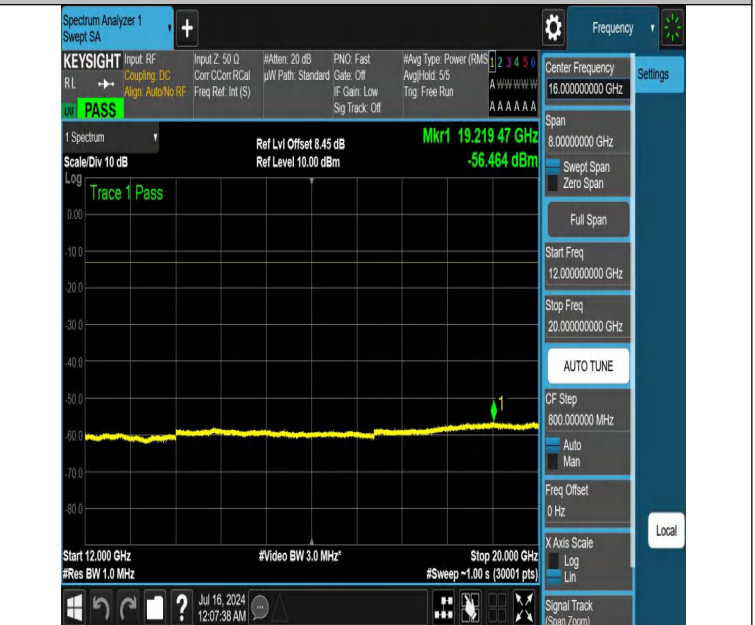 Spectrum Analyzer 1
Swept SA
+
Frequency
KEYSIGHT
RL
PASS
Input: RF
Coupling: DC
Align: Auto/No RF
Input Z: 50 Ω
Corr CCorr RCal
Freq Ref: Int (S)
#Atten: 20 dB
µW Path: Standard
PNO: Fast
Gate: Off
IF Gain: Low
Sig Track: Off
#Avg Type: Power (RMS
Avg|Hold: 5/5
Trig: Free Run
1 2 3 4 5 6
A W W W W W
A A A A A A
Center Frequency
16.000000000 GHz
Settings
Span
8.00000000 GHz
Swept Span
Zero Span
Full Span
Start Freq
12.000000000 GHz
Stop Freq
20.000000000 GHz
AUTO TUNE
CF Step
800.000000 MHz
Auto
Man
Freq Offset
0 Hz
X Axis Scale
Log
Lin
Signal Track
(Span Zoom)
Local
1 Spectrum
Scale/Div 10 dB
Ref Lvl Offset 8.45 dB
Ref Level 10.00 dBm
Mkr1 19.219 47 GHz
-56.464 dBm
Log
Trace 1 Pass
0.00
-10.0
-20.0
-30.0
-40.0
-50.0
-60.0
-70.0
-80.0
1
Start 12.000 GHz
#Res BW 1.0 MHz
#Video BW 3.0 MHz*
Stop 20.000 GHz
#Sweep ~1.00 s (30001 pts)
?
Jul 16, 2024
12:07:38 AM